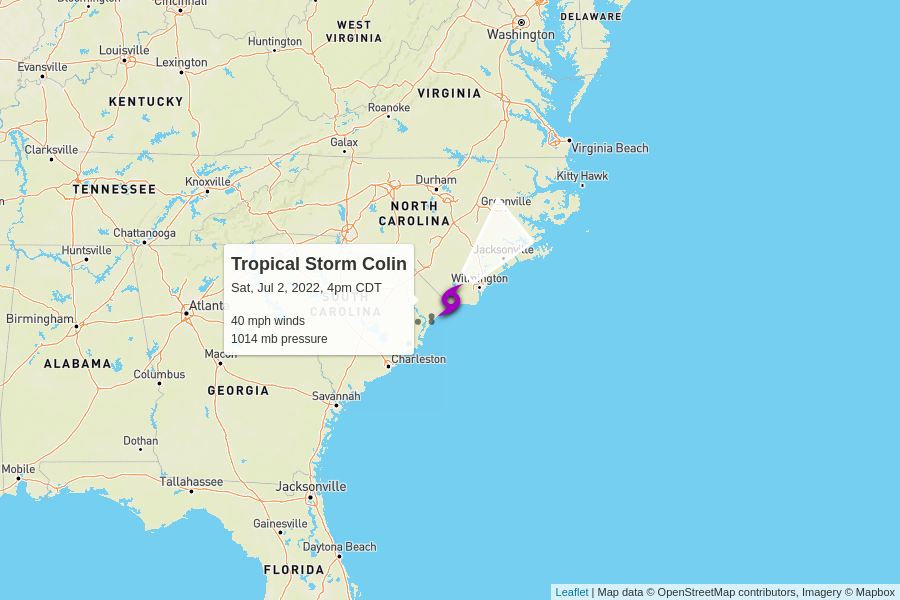 Bloomington
Cincinnati
DELAWARE
WEST
VIRGINIA
Washington
Huntington
Louisville
Lexington
Evansville
VIRGINIA
KENTUCKY
Roanoke
Galax
Clarksville
Virginia Beach
Kitty Hawk
Durham
Knoxville
TENNESSEE
Greenville
NORTH
CAROLINA
Chattanooga
Huntsville
Jacksonville
Wilmington
Tropical Storm Colin
Sat, Jul 2, 2022, 4pm CDT
SOUTH
CAROLINA
40 mph winds
1014 mb pressure
Atlanta
Birmingham
Macon
Charleston
ALABAMA
Columbus
GEORGIA
Savannah
Dothan
Mobile
Tallahassee
Jacksonville
Gainesville
Daytona Beach
FLORIDA
Leaflet | Map data © OpenStreetMap contributors, Imagery © Mapbox